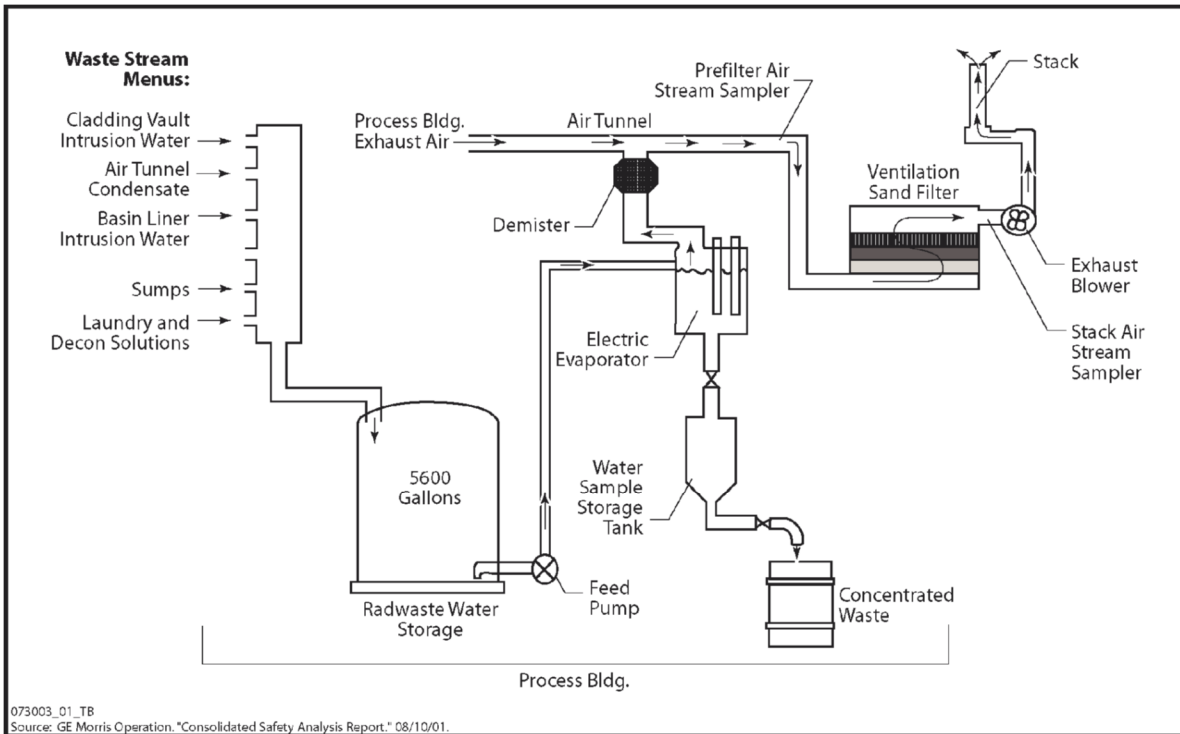 Waste Stream
Menus:
Cladding Vault
Intrusion Water
Air Tunnel
Condensate
Basin Liner
Intrusion Water
Sumps
Laundry and
Decon Solutions
Process Bldg.
Exhaust Air
Air Tunnel
Prefilter Air
Stream Sampler
Stack
Demister
Ventilation
Sand Filter
Exhaust
Blower
Stack Air
Stream
Sampler
Electric
Evaporator
5600
Gallons
Water
Sample
Storage
Tank
Feed
Pump
Radwaste Water
Storage
Concentrated
Waste
Process Bldg.
073003_01_TB
Source: GE Morris Operation. "Consolidated Safety Analysis Report." 08/10/01.